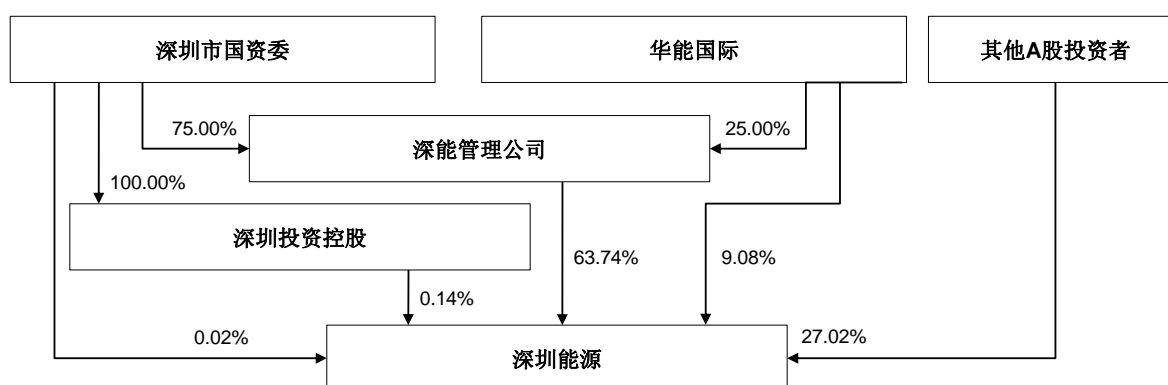 深圳市国资委
华能国际
其他A股投资者
75.00%
深能管理公司
25.00%
100.00%
深圳投资控股
63.74%
9.08%
0.14%
0.02%
深圳能源
27.02%